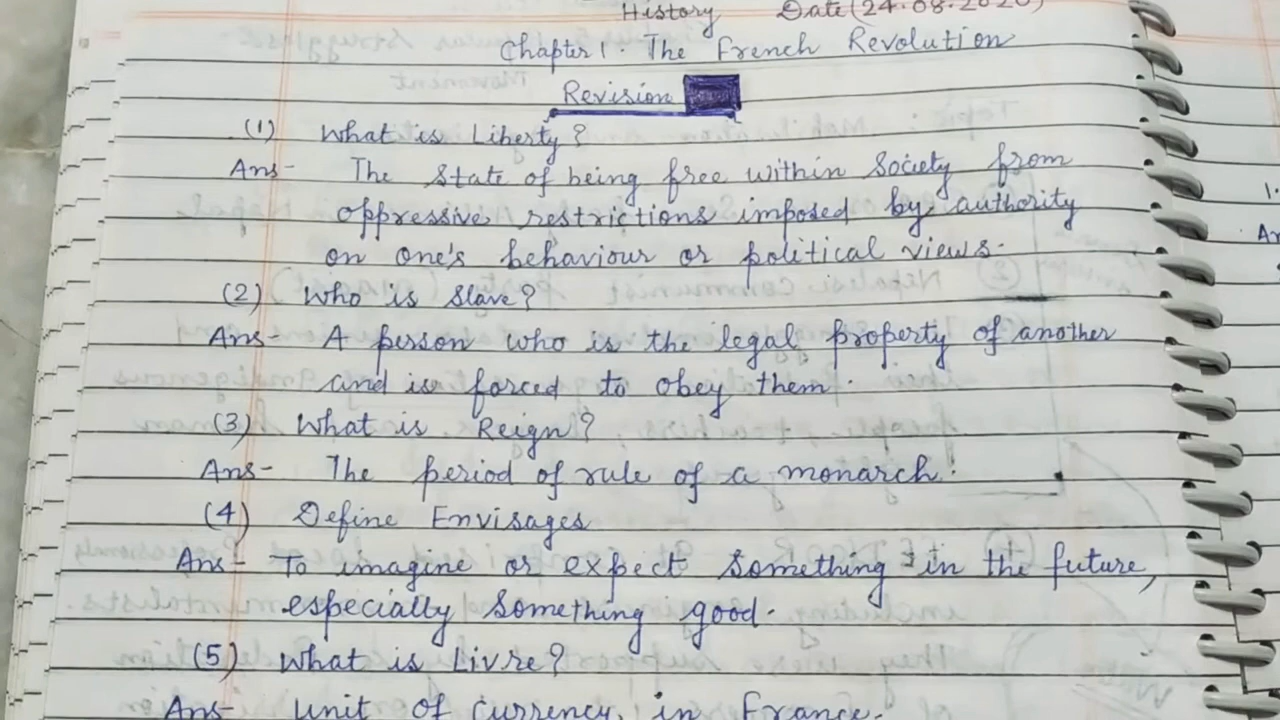 History Date(24.08.2020)
Chapter 1. The French Revolution
Revision
(1) What is Liberty?
Ans- The State of being free within Society from
oppressive restrictions imposed by authority
on one's behaviour or political views.
(2) Who is Slave?
Ans- A person who is the legal property of another
and is forced to obey them.
(3) What is Reign?
Ans- The period of rule of a monarch.
(4) Define Envisages
Ans- To imagine or expect something in the future,
especially something good.
(5) What is Livre?
Ans- Unit of currency in France.
1.
An